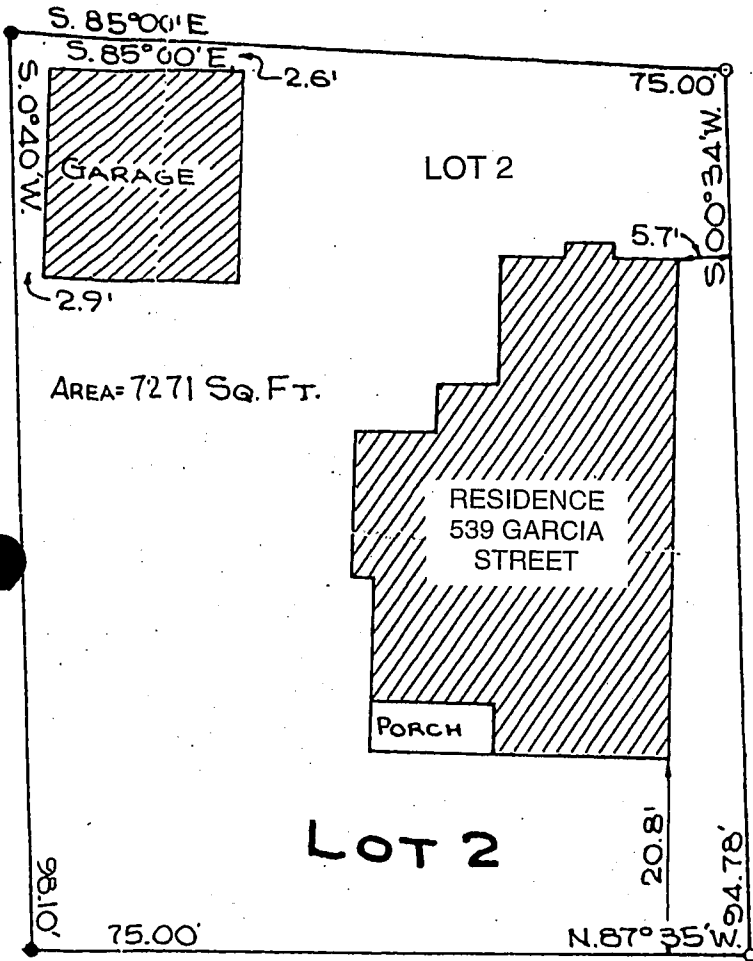 S. 85°00'E
S. 85°00'E.
2.6'
75.00'
S. 0°40'W.
GARAGE
LOT 2
S. 00°34'W.
5.7'
2.9'
AREA= 7271 SQ. FT.
RESIDENCE
539 GARCIA
STREET
PORCH
LOT 2
20.8'
94.78'
98.10'
75.00'
N. 87°35'W.